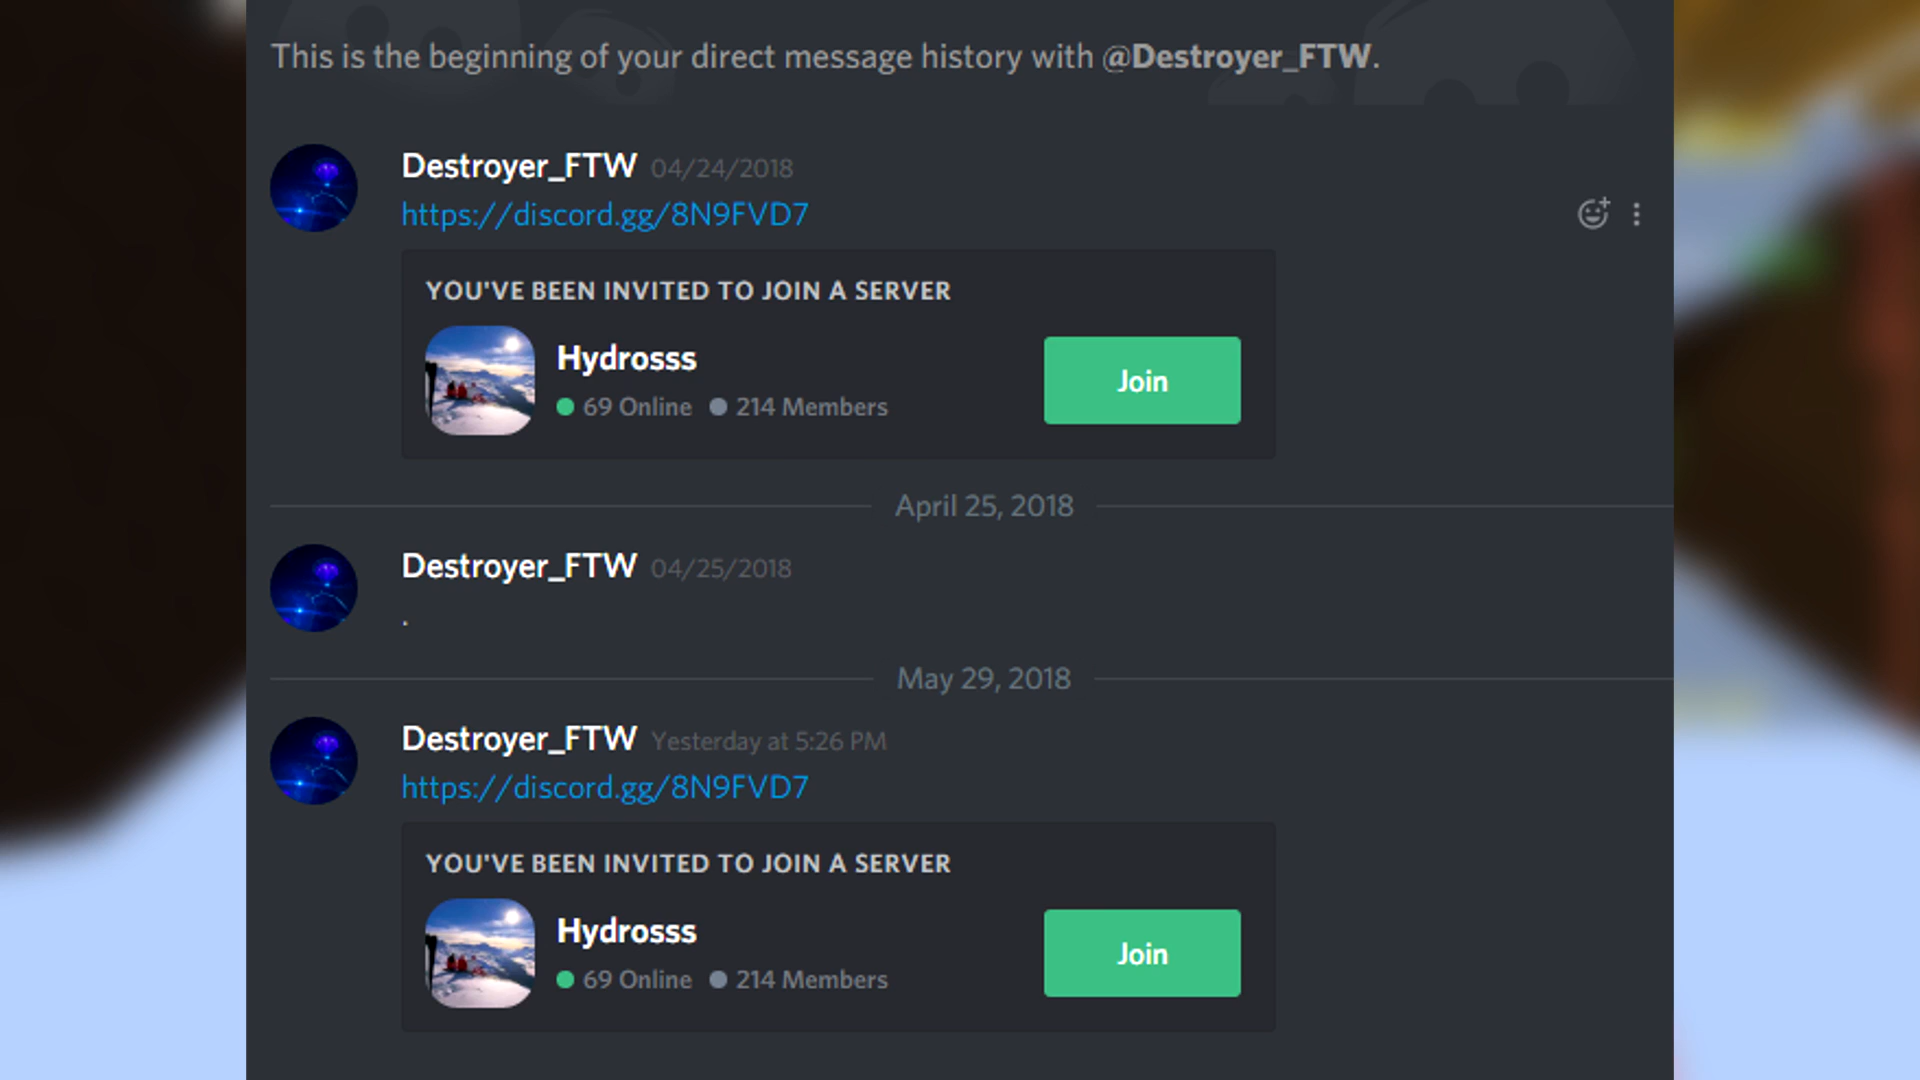 This is the beginning of your direct message history with @Destroyer_FTW.
Destroyer_FTW 04/24/2018
https://discord.gg/8N9FVD7
YOU'VE BEEN INVITED TO JOIN A SERVER
Hydrosss
69 Online 214 Members
Join
April 25, 2018
Destroyer_FTW 04/25/2018
.
May 29, 2018
Destroyer_FTW Yesterday at 5:26 PM
https://discord.gg/8N9FVD7
YOU'VE BEEN INVITED TO JOIN A SERVER
Hydrosss
69 Online 214 Members
Join